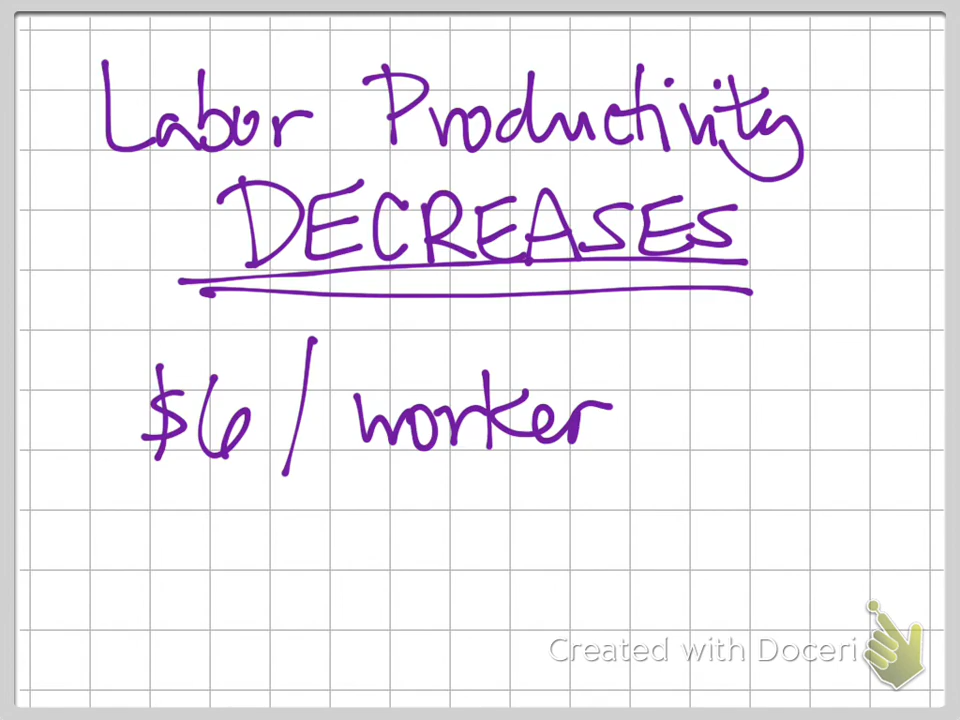 Labor Productivity
DECREASES
$6 / worker
Created with Doceri